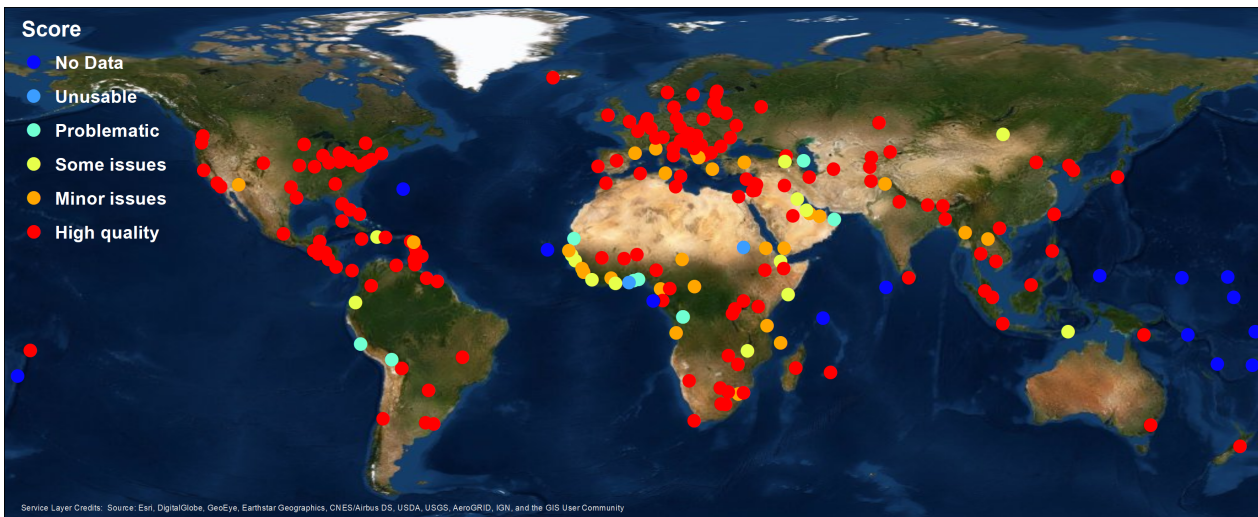 Score
No Data
Unusable
Problematic
Some issues
Minor issues
High quality
Service Layer Credits: Source: Esri, DigitalGlobe, GeoEye, Earthstar Geographics, CNES/Airbus DS, USDA, USGS, AeroGRID, IGN, and the GIS User Community